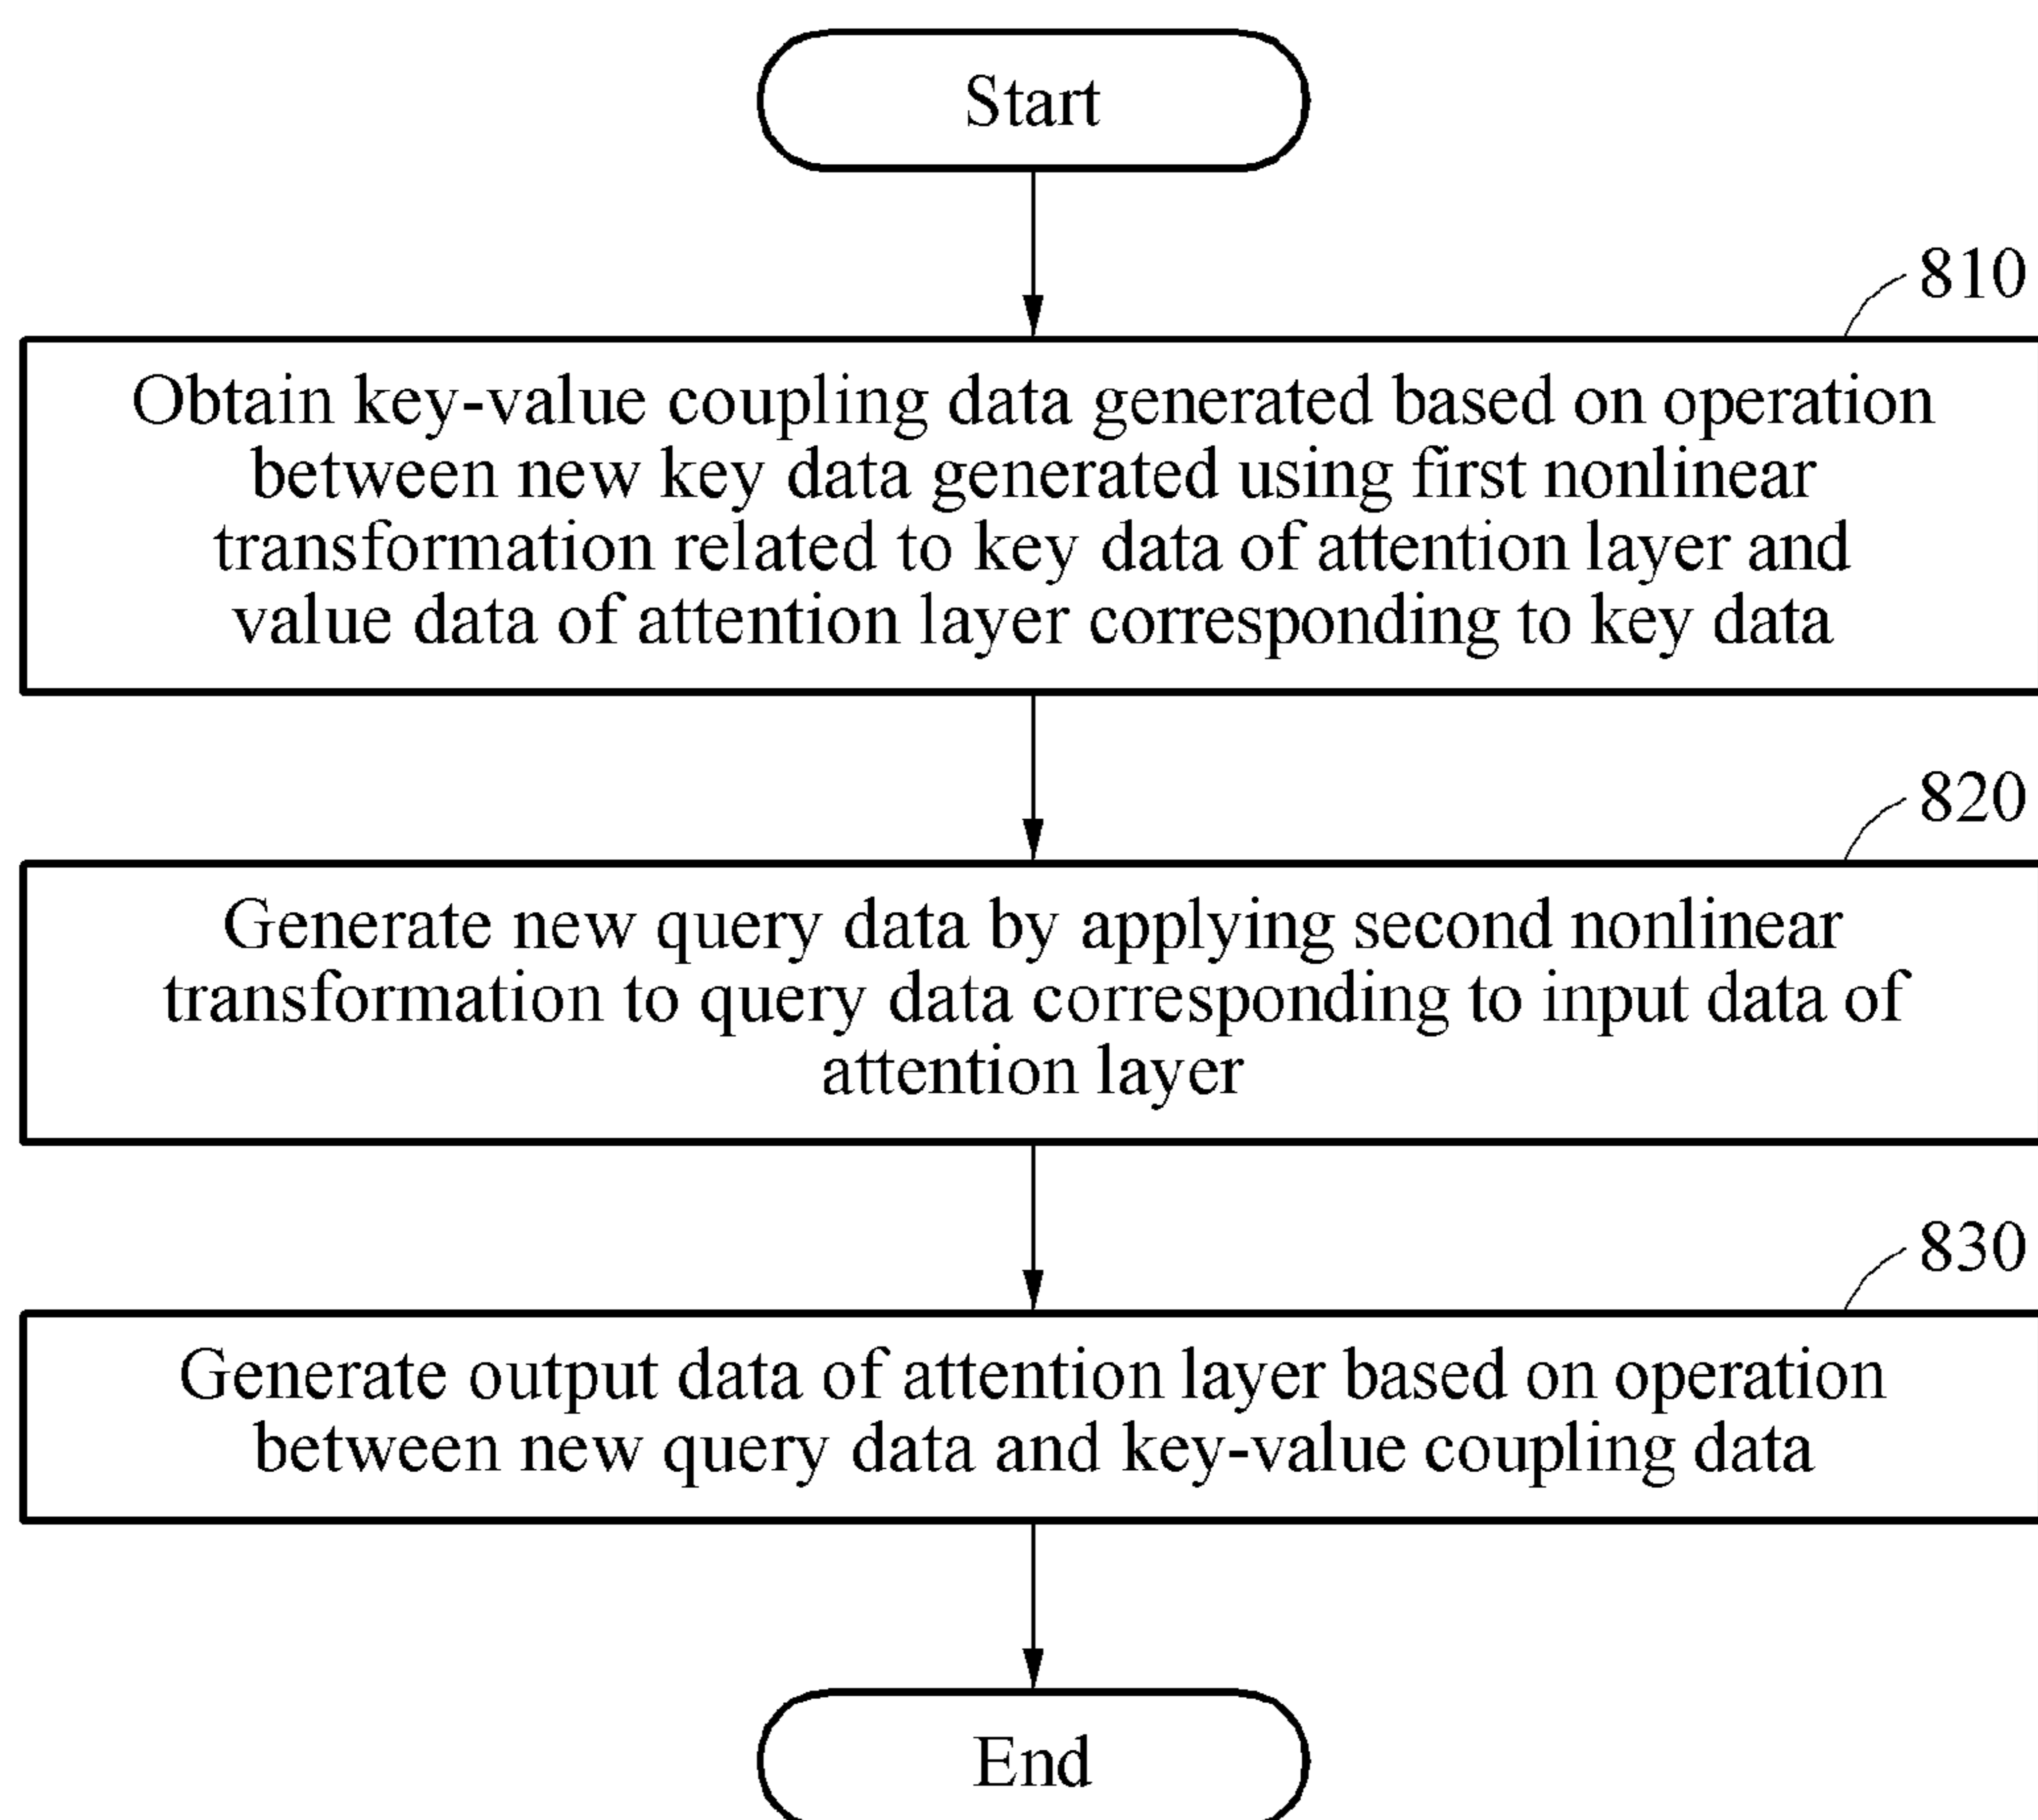 Start
810
Obtain key-value coupling data generated based on operation
between new key data generated using first nonlinear
transformation related to key data of attention layer and
value data of attention layer corresponding to key data
820
Generate new query data by applying second nonlinear
transformation to query data corresponding to input data of
attention layer
830
Generate output data of attention layer based on operation
between new query data and key-value coupling data
End